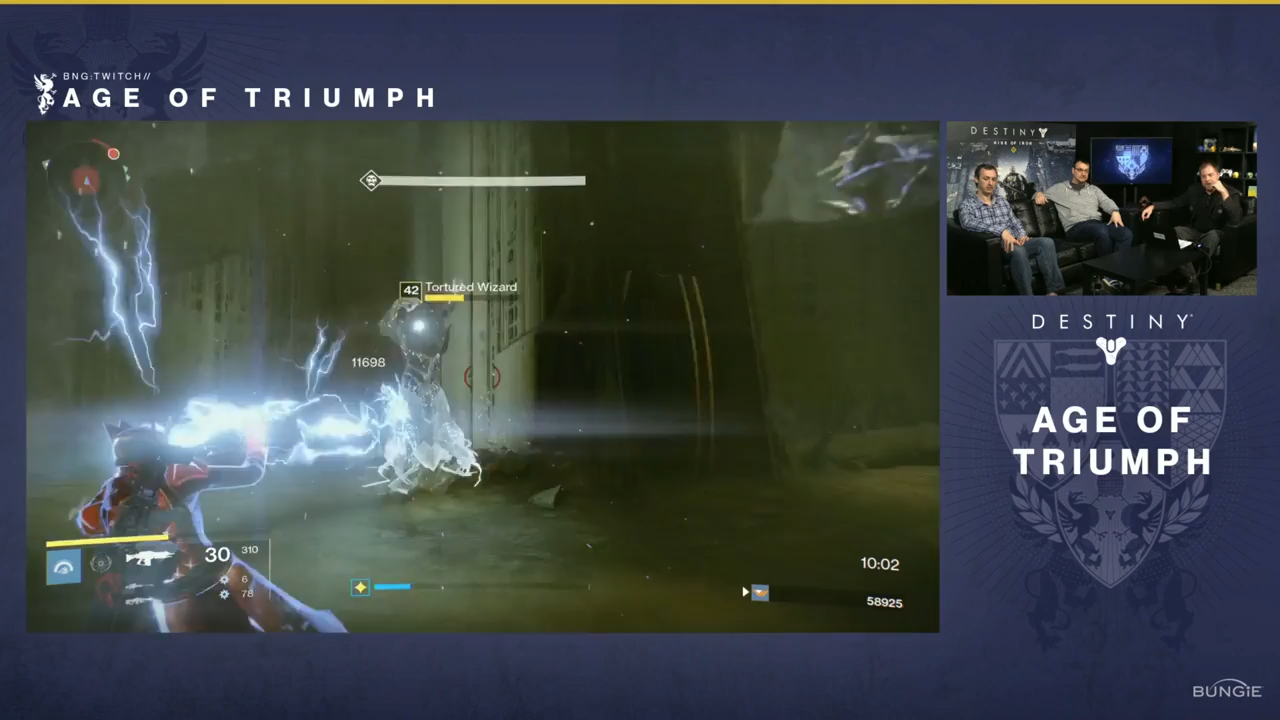 BNG:TWITCH//
AGE OF TRIUMPH
42 Tortured Wizard
11698
30 310
6
78
10:02
58925
DESTINY
RISE OF IRON
DESTINY
AGE OF
TRIUMPH
BUNGIE